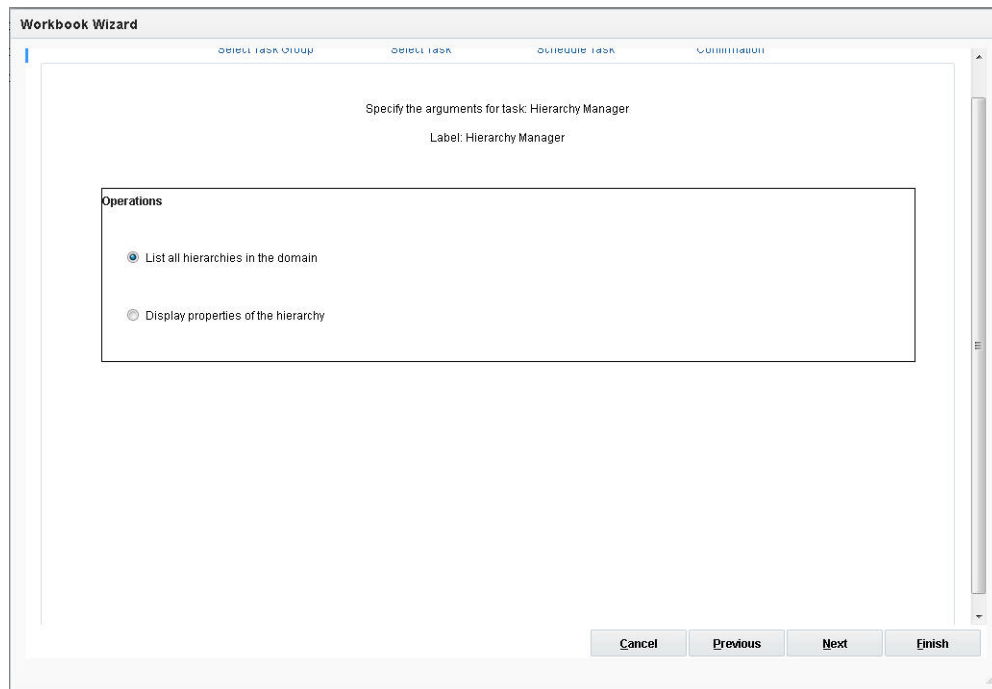 Workbook Wizard
Select Task Group Select Task Schedule Task Confirmation
Specify the arguments for task: Hierarchy Manager
Label: Hierarchy Manager
Operations
List all hierarchies in the domain
Display properties of the hierarchy
Cancel Previous Next Finish